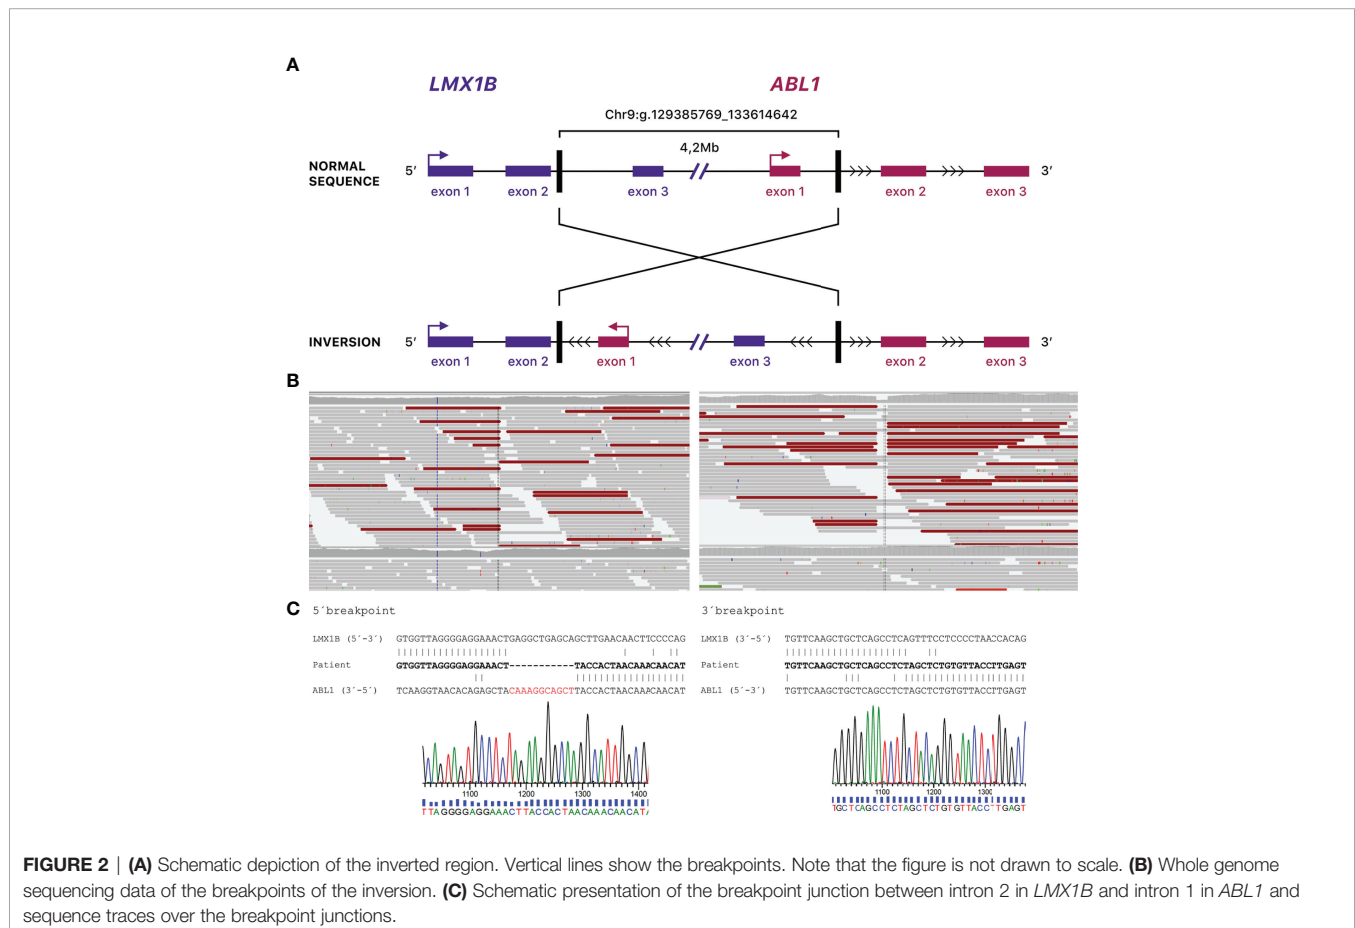 A
LMX1B ABL1
Chr9:g.129385769_133614642
4,2Mb
NORMAL SEQUENCE 5′ 3′
exon 1 exon 2 exon 3 exon 1 exon 2 exon 3
INVERSION 5′ 3′
exon 1 exon 2 exon 1 exon 3 exon 2 exon 3
B
C 5´breakpoint 3´breakpoint
LMX1B (5´-3´) GTGGTTAGGGGAGGAAACTGAGGCTGAGCAGCTTGAACAACTTCCCCAG
Patient GTGGTTAGGGGAGGAAACT------------TACCACTAACAAACAACAT
ABL1 (3´-5´) TCAAGGTAACACAGAGCTACAAAGGCAGCTTACCACTAACAAACAACAT
LMX1B (3´-5´) TGTTCAAGCTGCTCAGCCTCAGTTTCCTCCCCTAACCACAG
Patient TGTTCAAGCTGCTCAGCCTCTAGCTCTGTGTTACCTTGAGT
ABL1 (5´-3´) TGTTCAAGCTGCTCAGCCTCTAGCTCTGTGTTACCTTGAGT
1100 1200 1300 1400
TTAGGGGAGGAAACTTACCACTAACAAACAACAT
1100 1200 1300
TGCTCAGCCTCTAGCTCTGTGTTACCTTGAGT
FIGURE 2 | (A) Schematic depiction of the inverted region. Vertical lines show the breakpoints. Note that the figure is not drawn to scale. (B) Whole genome
sequencing data of the breakpoints of the inversion. (C) Schematic presentation of the breakpoint junction between intron 2 in LMX1B and intron 1 in ABL1 and
sequence traces over the breakpoint junctions.